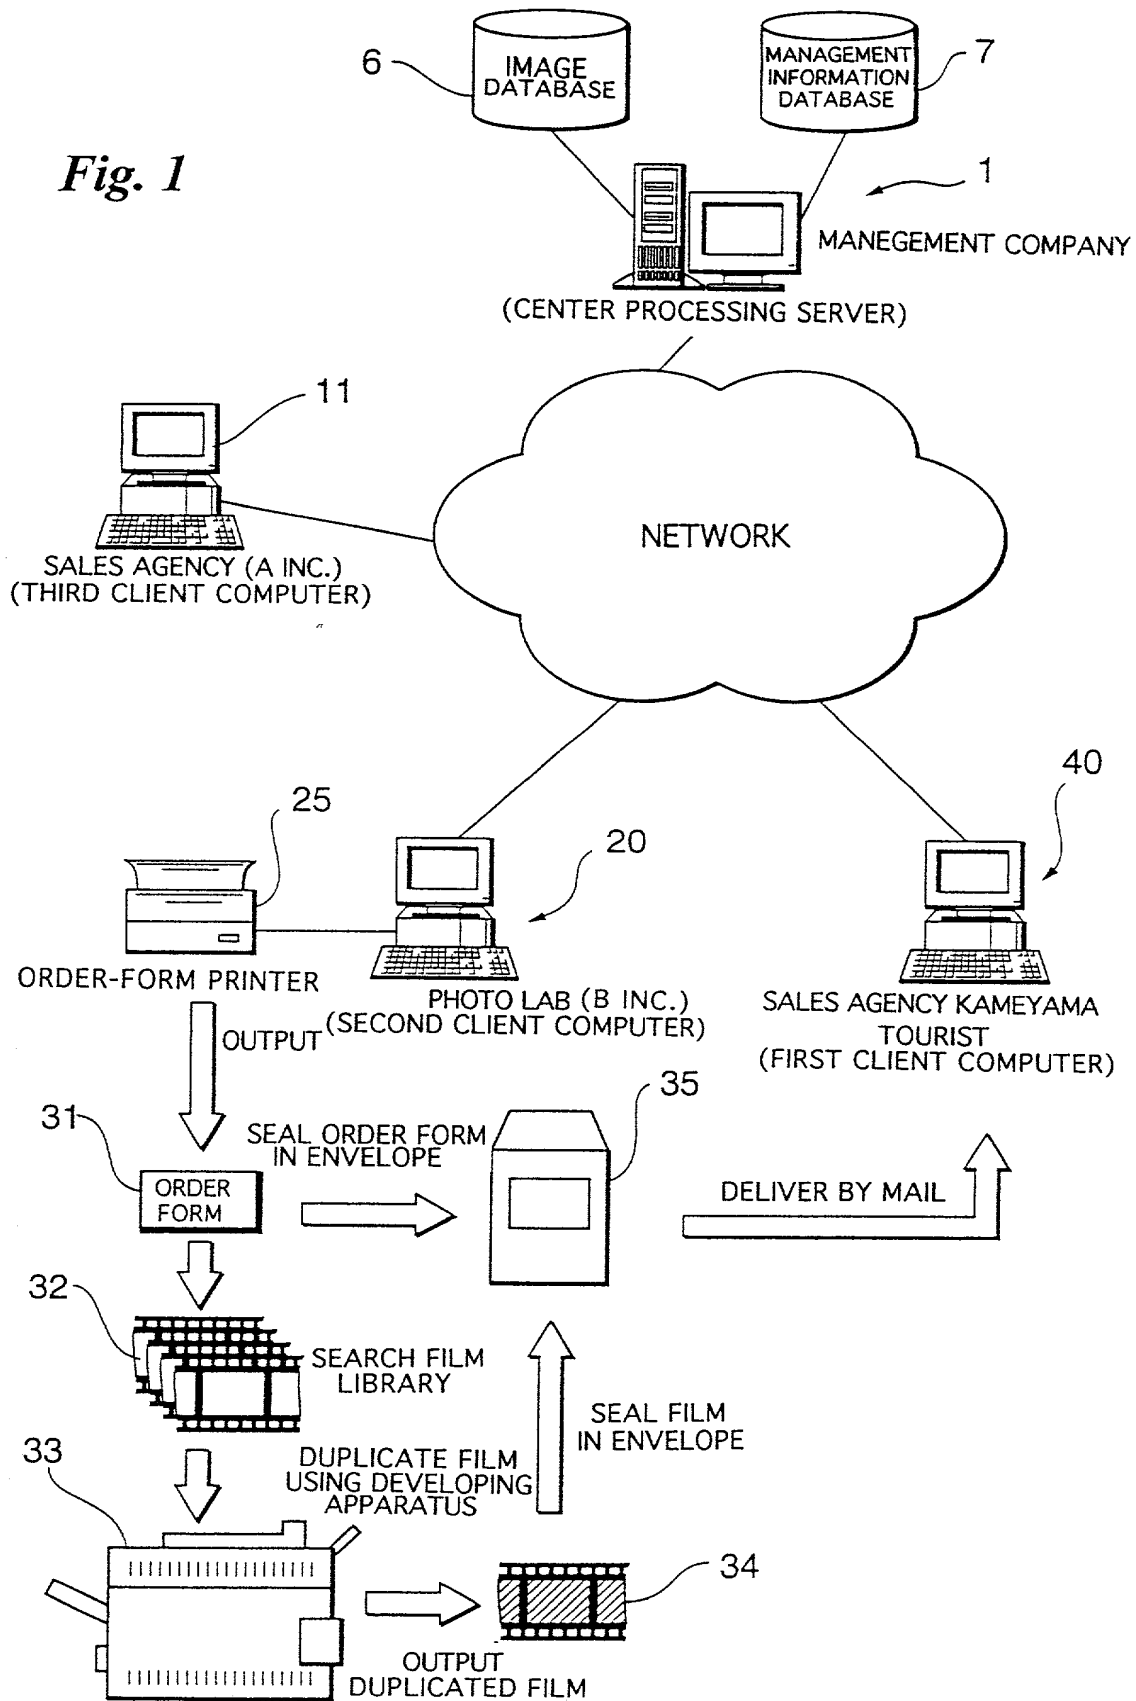 6
IMAGE
DATABASE
MANAGEMENT
INFORMATION
DATABASE
7
Fig. 1
1
MANEGEMENT COMPANY
(CENTER PROCESSING SERVER)
11
NETWORK
SALES AGENCY (A INC.)
(THIRD CLIENT COMPUTER)
40
25
20
ORDER-FORM PRINTER
PHOTO LAB (B INC.)
(SECOND CLIENT COMPUTER)
SALES AGENCY KAMEYAMA
TOURIST
(FIRST CLIENT COMPUTER)
OUTPUT
35
31
SEAL ORDER FORM
IN ENVELOPE
ORDER
FORM
DELIVER BY MAIL
32
SEARCH FILM
LIBRARY
SEAL FILM
IN ENVELOPE
33
DUPLICATE FILM
USING DEVELOPING
APPARATUS
34
OUTPUT
DUPLICATED FILM